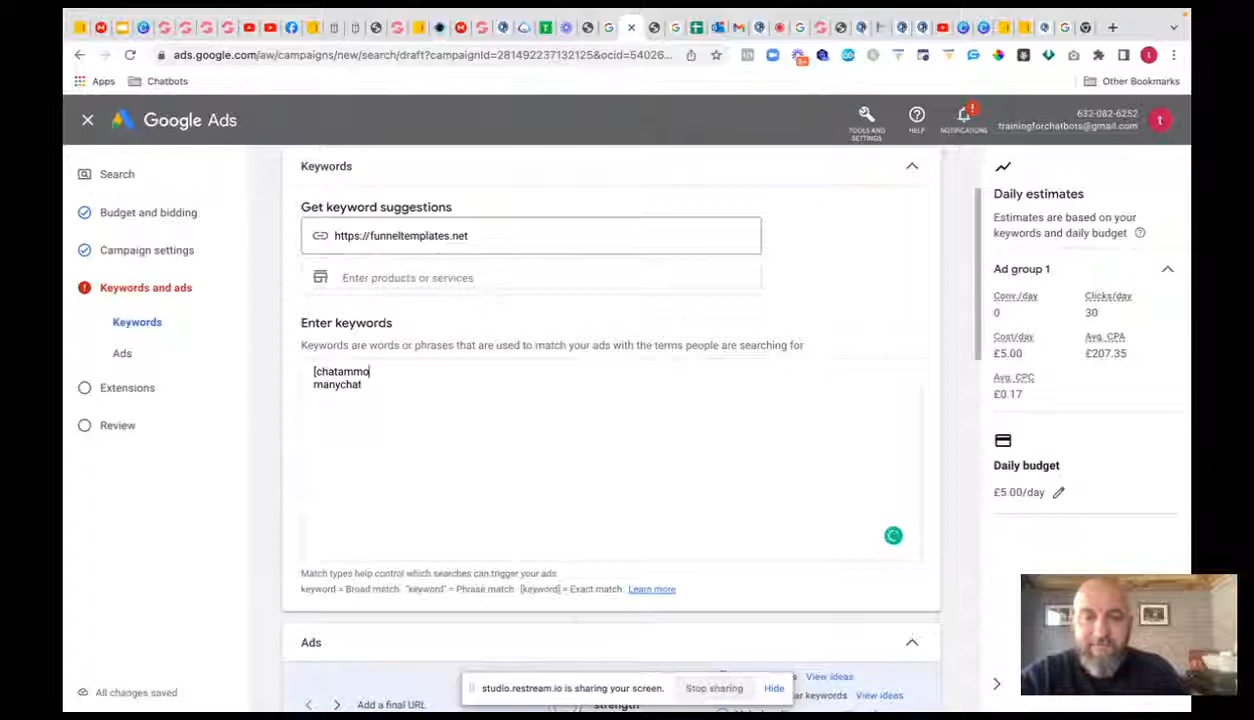 ads.google.com/aw/campaigns/new/search/draft?campaignId=281492237132125&ocid=54026...
Apps
Chatbots
Other Bookmarks
Google Ads
TOOLS AND SETTINGS
HELP
NOTIFICATIONS
632-082-6252
trainingforchatbots@gmail.com
t
Search
Budget and bidding
Campaign settings
Keywords and ads
Keywords
Ads
Extensions
Review
All changes saved
Keywords
Get keyword suggestions
https://funneltemplates.net
Enter products or services
Enter keywords
Keywords are words or phrases that are used to match your ads with the terms people are searching for
[chatammo
manychat
Match types help control which searches can trigger your ads
keyword = Broad match "keyword" = Phrase match [keyword] = Exact match Learn more
Ads
View ideas
ar keywords View ideas
Add a final URL
strength
studio.restream.io is sharing your screen.
Stop sharing
Hide
Daily estimates
Estimates are based on your
keywords and daily budget
Ad group 1
Conv./day Clicks/day
0 30
Cost/day Avg. CPA
£5.00 £207.35
Avg. CPC
£0.17
Daily budget
£5.00/day